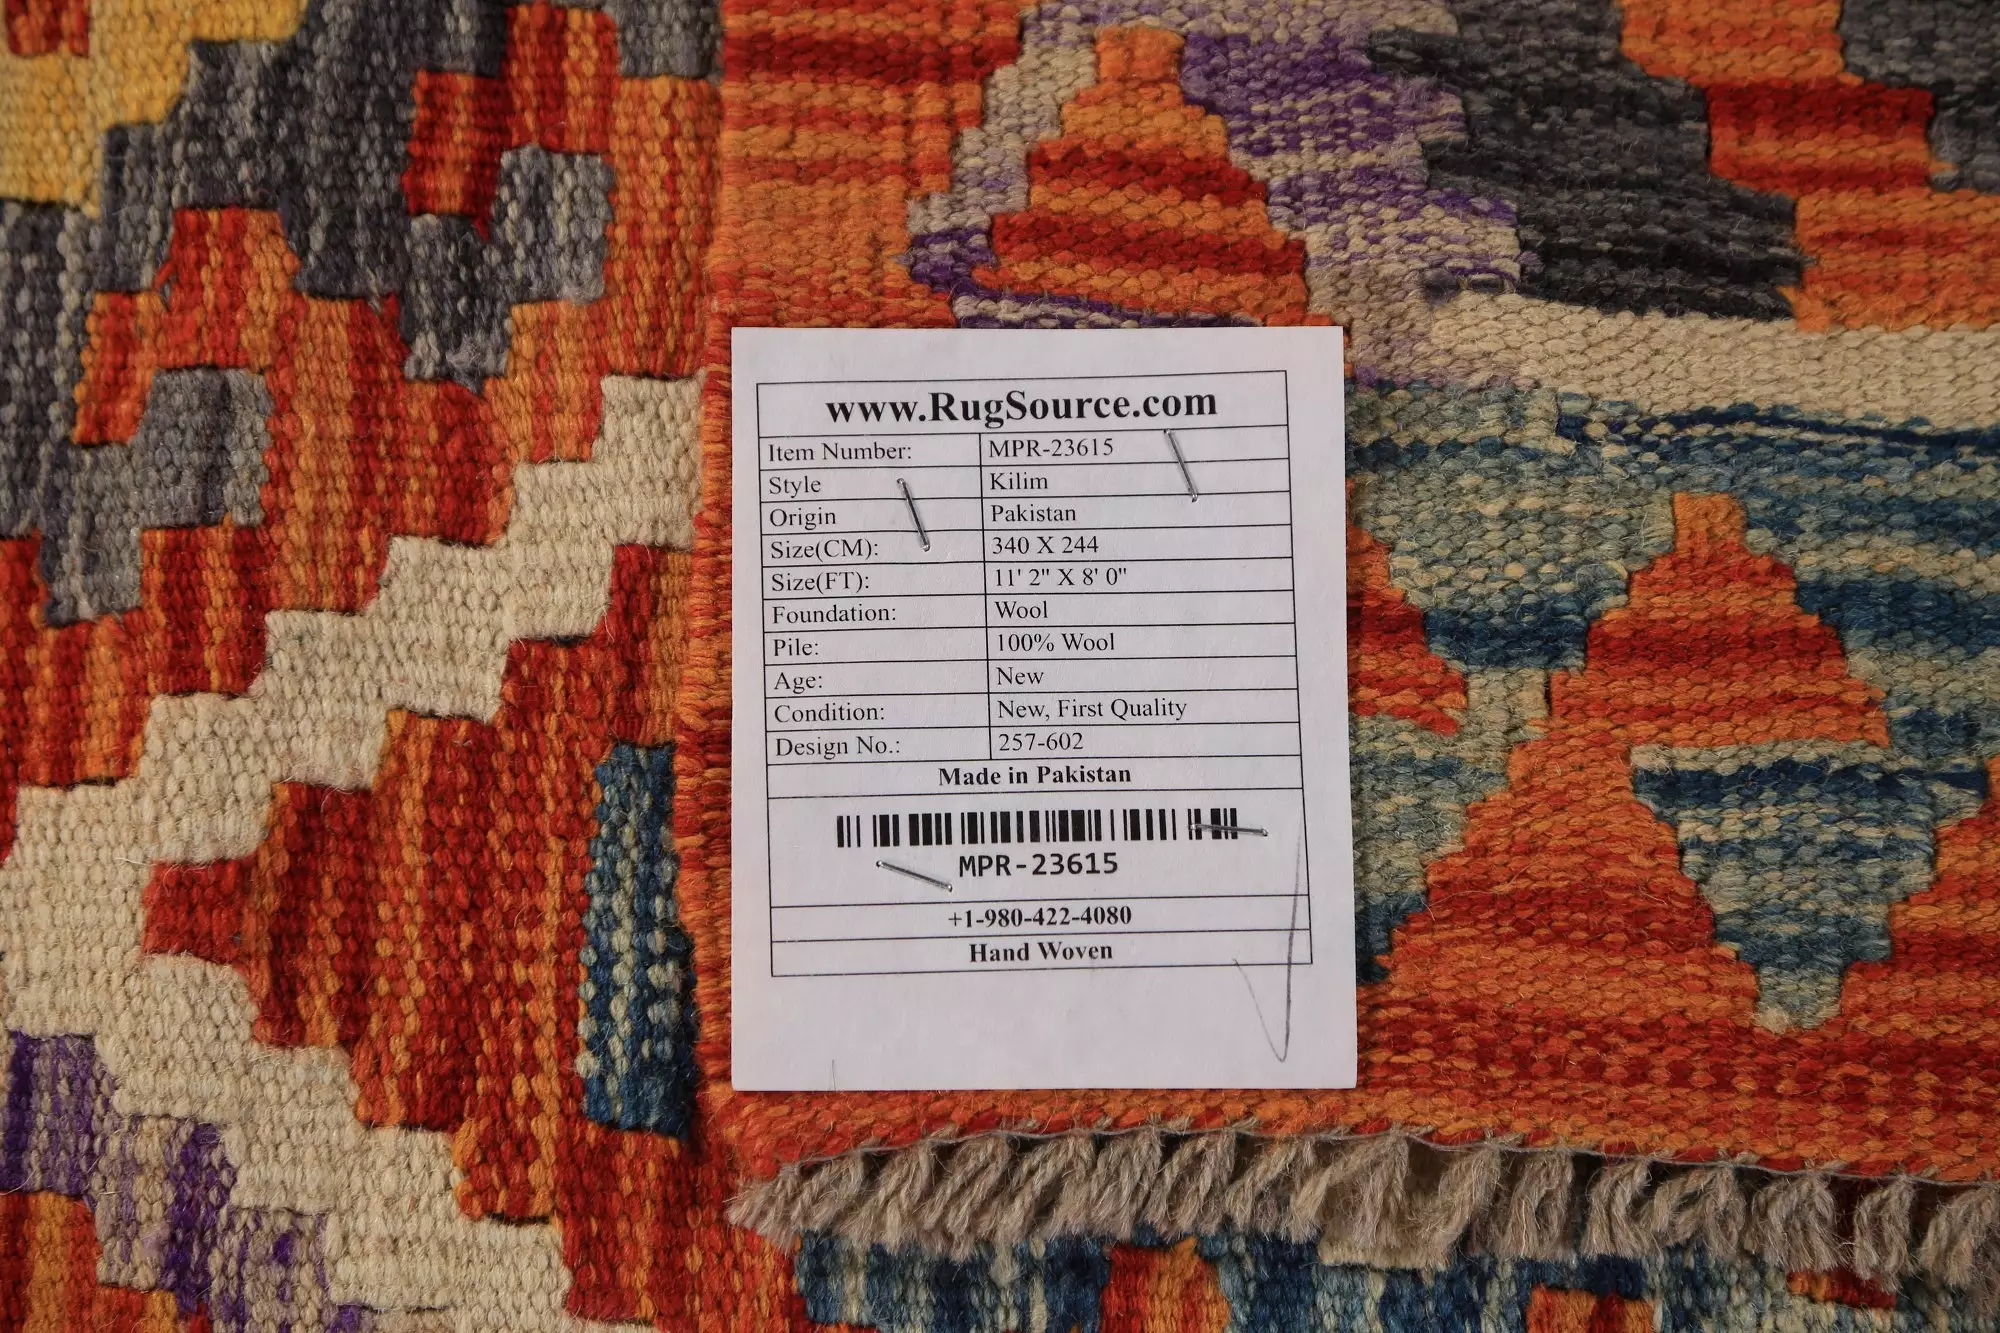 www.RugSource.com
Item Number: MPR-23615
Style Kilim
Origin Pakistan
Size(CM): 340 X 244
Size(FT): 11' 2" X 8' 0"
Foundation: Wool
Pile: 100% Wool
Age: New
Condition: New, First Quality
Design No.: 257-602
Made in Pakistan
MPR-23615
+1-980-422-4080
Hand Woven